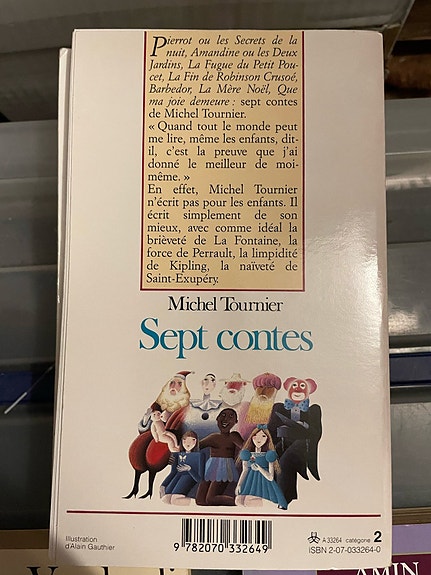 Pierrot ou les Secrets de la
nuit, Amandine ou les Deux
Jardins, La Fugue du Petit Pou-
cet, La Fin de Robinson Crusoé,
Barbedor, La Mère Noël, Que
ma joie demeure : sept contes
de Michel Tournier.
« Quand tout le monde peut
me lire, même les enfants, dit-
il, c'est la preuve que j'ai
donné le meilleur de moi-
même. »
En effet, Michel Tournier
n'écrit pas pour les enfants. Il
écrit simplement de son
mieux, avec comme idéal la
brièveté de La Fontaine, la
force de Perrault, la limpidité
de Kipling, la naïveté de
Saint-Exupéry.
Michel Tournier
Sept contes
Illustration
d'Alain Gauthier
9 782070 332649
A 33264 catégorie 2
ISBN 2-07-033264-0
AMIN